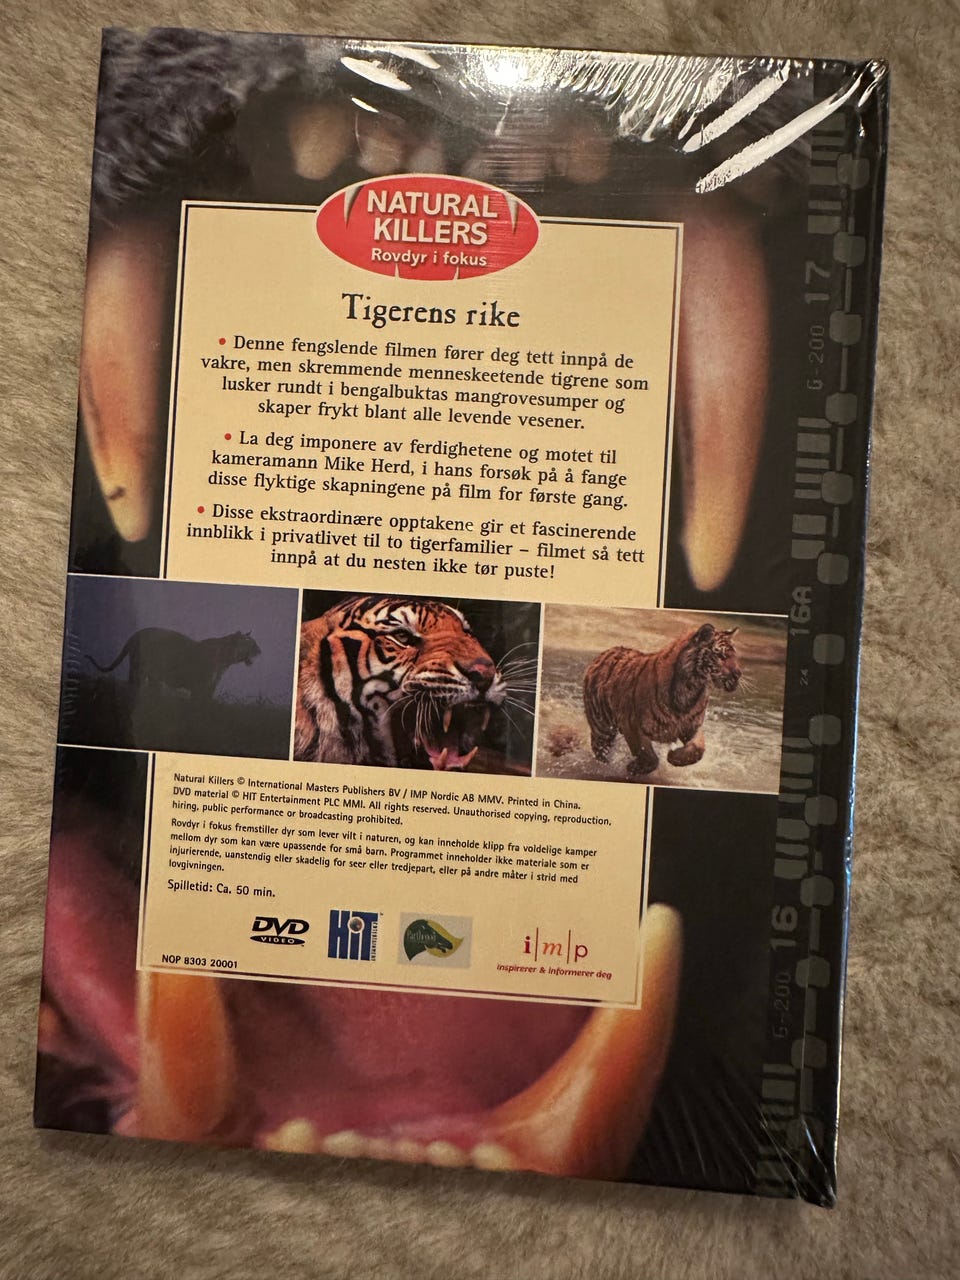 NATURAL
KILLERS
Rovdyr i fokus
Tigerens rike
• Denne fengslende filmen fører deg tett innpå de
vakre, men skremmende menneskeetende tigrene som
lusker rundt i bengalbuktas mangrovesumper og
skaper frykt blant alle levende vesener.
• La deg imponere av ferdighetene og motet til
kameramann Mike Herd, i hans forsøk på å fange
disse flyktige skapningene på film for første gang.
• Disse ekstraordinære opptakene gir et fascinerende
innblikk i privatlivet til to tigerfamilier – filmet så tett
innpå at du nesten ikke tør puste!
Natural Killers © International Masters Publishers BV / IMP Nordic AB MMV. Printed in China.
DVD material © HIT Entertainment PLC MMI. All rights reserved. Unauthorised copying, reproduction,
hiring, public performance or broadcasting prohibited.
Rovdyr i fokus fremstiller dyr som lever vilt i naturen, og kan inneholde klipp fra voldelige kamper
mellom dyr som kan være upassende for små barn. Programmet inneholder ikke materiale som er
injurierende, uanstendig eller skadelig for seer eller tredjepart, eller på andre måter i strid med
lovgivningen.
Spilletid: Ca. 50 min.
DVD
VIDEO
HiT
ENTERTAINMENT
i|m|p
inspirerer & informerer deg
NOP 8303 20001
G-200 17
16A
24
G-200 16